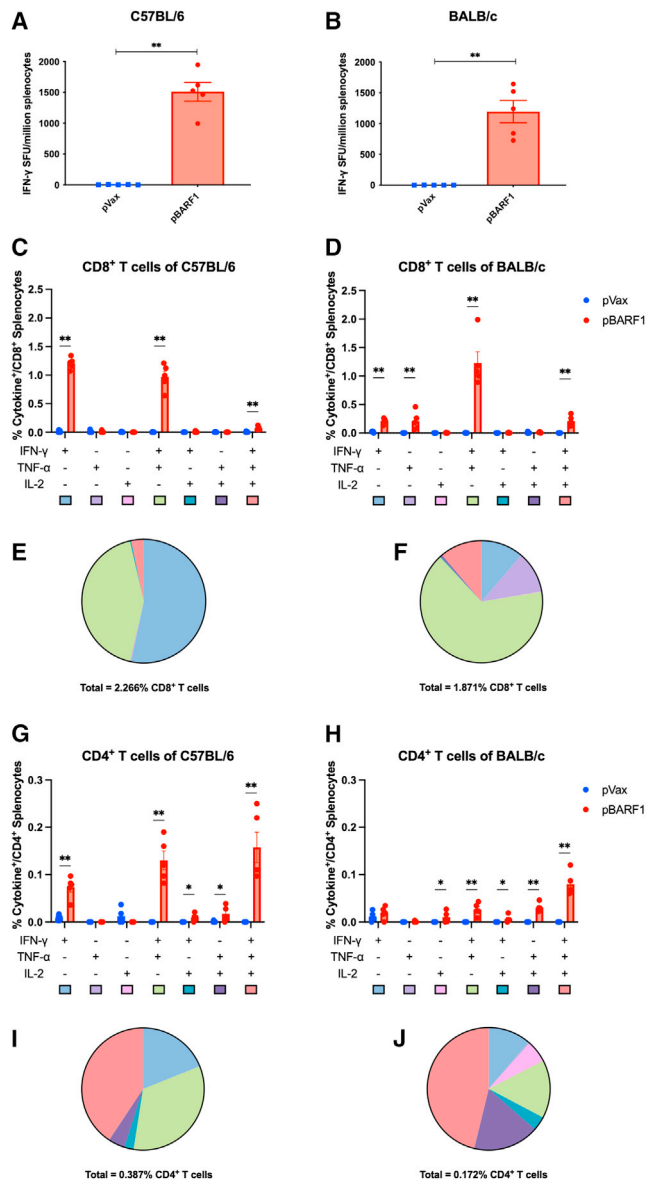 A
C57BL/6
**
IFN-γ SFU/million splenocytes
2500
2000
1500
1000
500
0
pVax
pBARF1
B
BALB/c
**
IFN-γ SFU/million splenocytes
2500
2000
1500
1000
500
0
pVax
pBARF1
C
CD8+ T cells of C57BL/6
% Cytokine+/CD8+ Splenocytes
2.5
2.0
1.5
1.0
0.5
0.0
** ** **
IFN-γ + - - + + - +
TNF-α - + - + - + +
IL-2 - - + - + + +
D
CD8+ T cells of BALB/c
% Cytokine+/CD8+ Splenocytes
2.5
2.0
1.5
1.0
0.5
0.0
** ** ** **
pVax
pBARF1
IFN-γ + - - + + - +
TNF-α - + - + - + +
IL-2 - - + - + + +
E
Total = 2.266% CD8+ T cells
F
Total = 1.871% CD8+ T cells
G
CD4+ T cells of C57BL/6
% Cytokine+/CD4+ Splenocytes
0.3
0.2
0.1
0.0
** ** * * **
IFN-γ + - - + + - +
TNF-α - + - + - + +
IL-2 - - + - + + +
H
CD4+ T cells of BALB/c
% Cytokine+/CD4+ Splenocytes
0.3
0.2
0.1
0.0
* ** * ** **
pVax
pBARF1
IFN-γ + - - + + - +
TNF-α - + - + - + +
IL-2 - - + - + + +
I
Total = 0.387% CD4+ T cells
J
Total = 0.172% CD4+ T cells